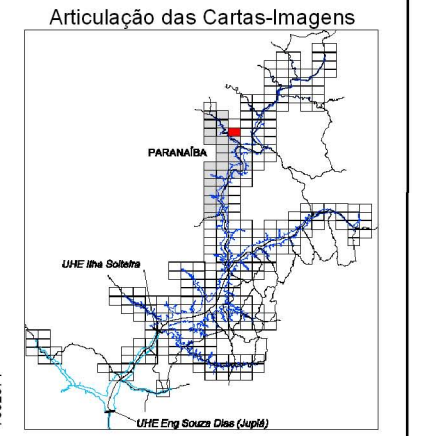 Articulação das Cartas-Imagens
PARANAÍBA
UHE Ilha Solteira
UHE Eng Souza Dias (Jupiá)